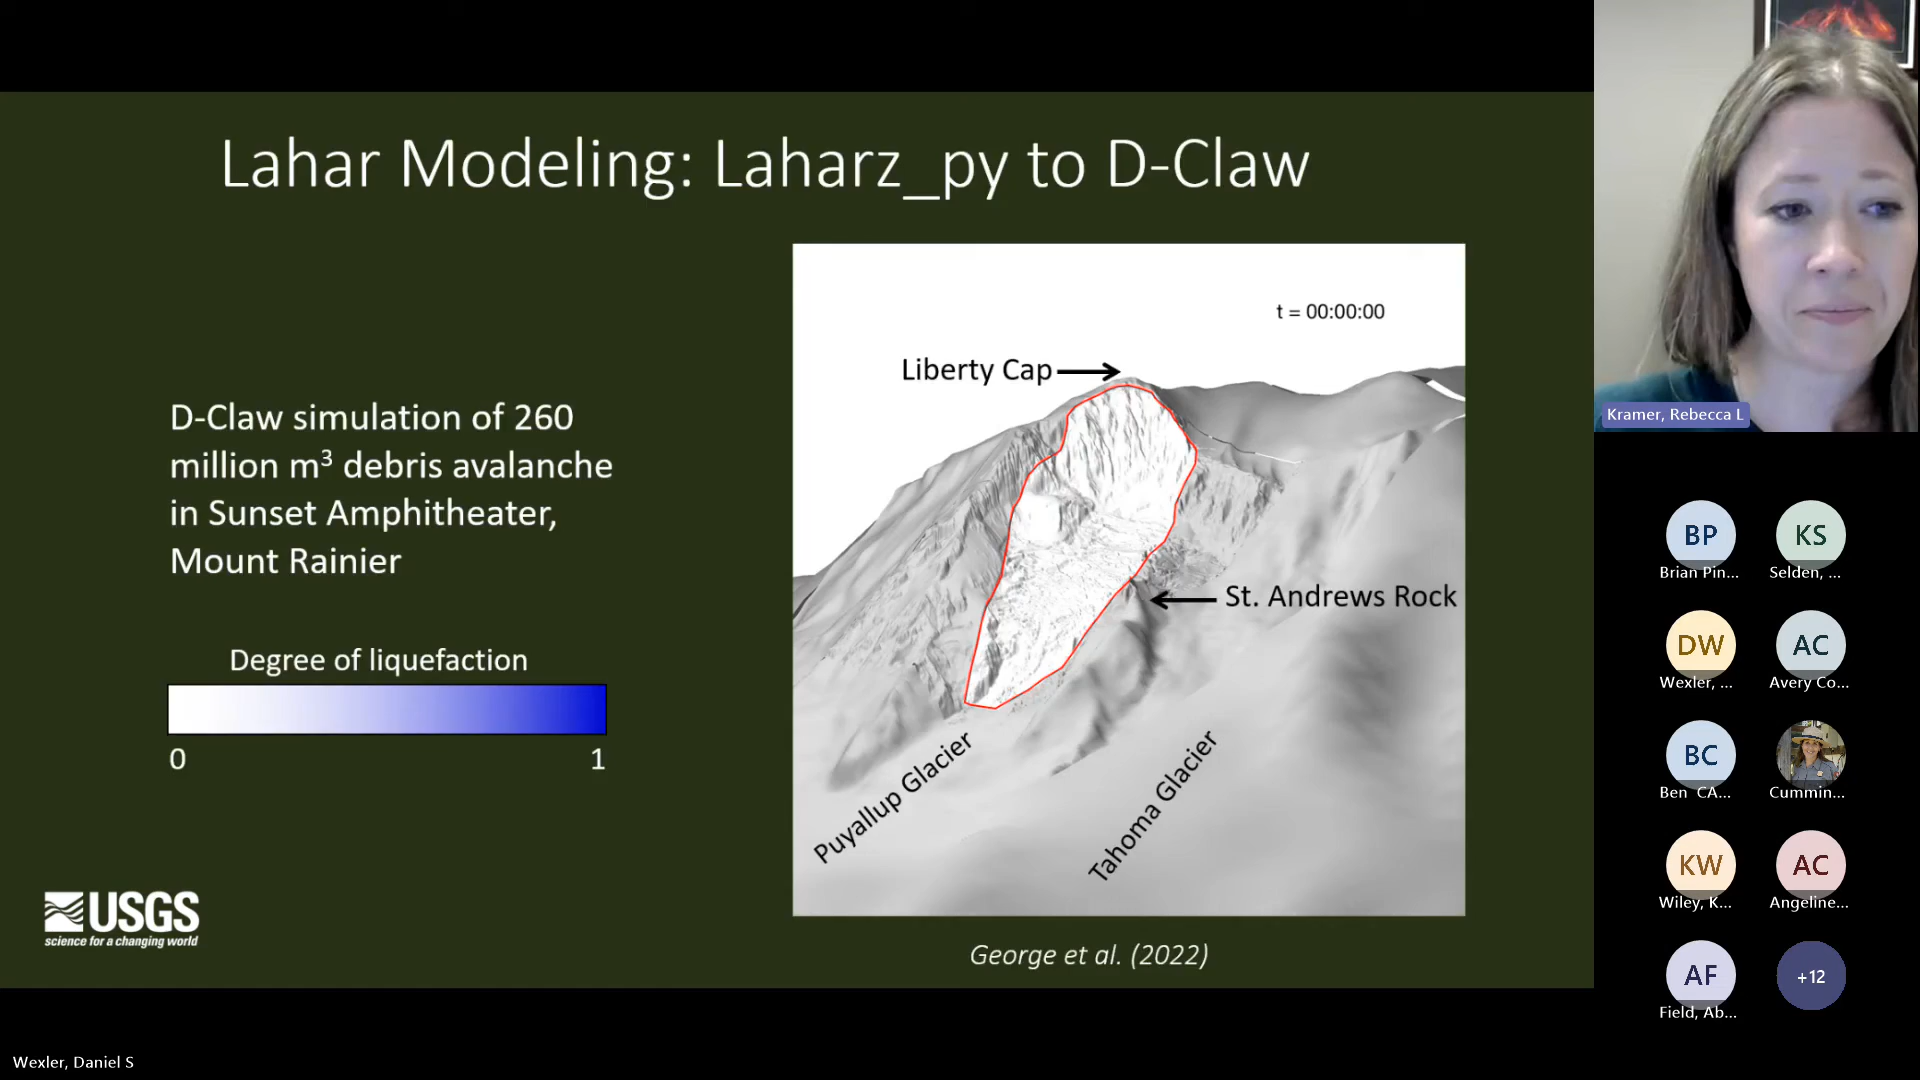 Lahar Modeling: Laharz_py to D-Claw
D-Claw simulation of 260
million m³ debris avalanche
in Sunset Amphitheater,
Mount Rainier
Degree of liquefaction
0 1
t = 00:00:00
Liberty Cap
St. Andrews Rock
Puyallup Glacier
Tahoma Glacier
George et al. (2022)
USGS
science for a changing world
Kramer, Rebecca L
BP KS
Brian Pin... Selden, ...
DW AC
Wexler, ... Avery Co...
BC
Ben CA... Cummin...
KW AC
Wiley, K... Angeline...
AF +12
Field, Ab...
Wexler, Daniel S